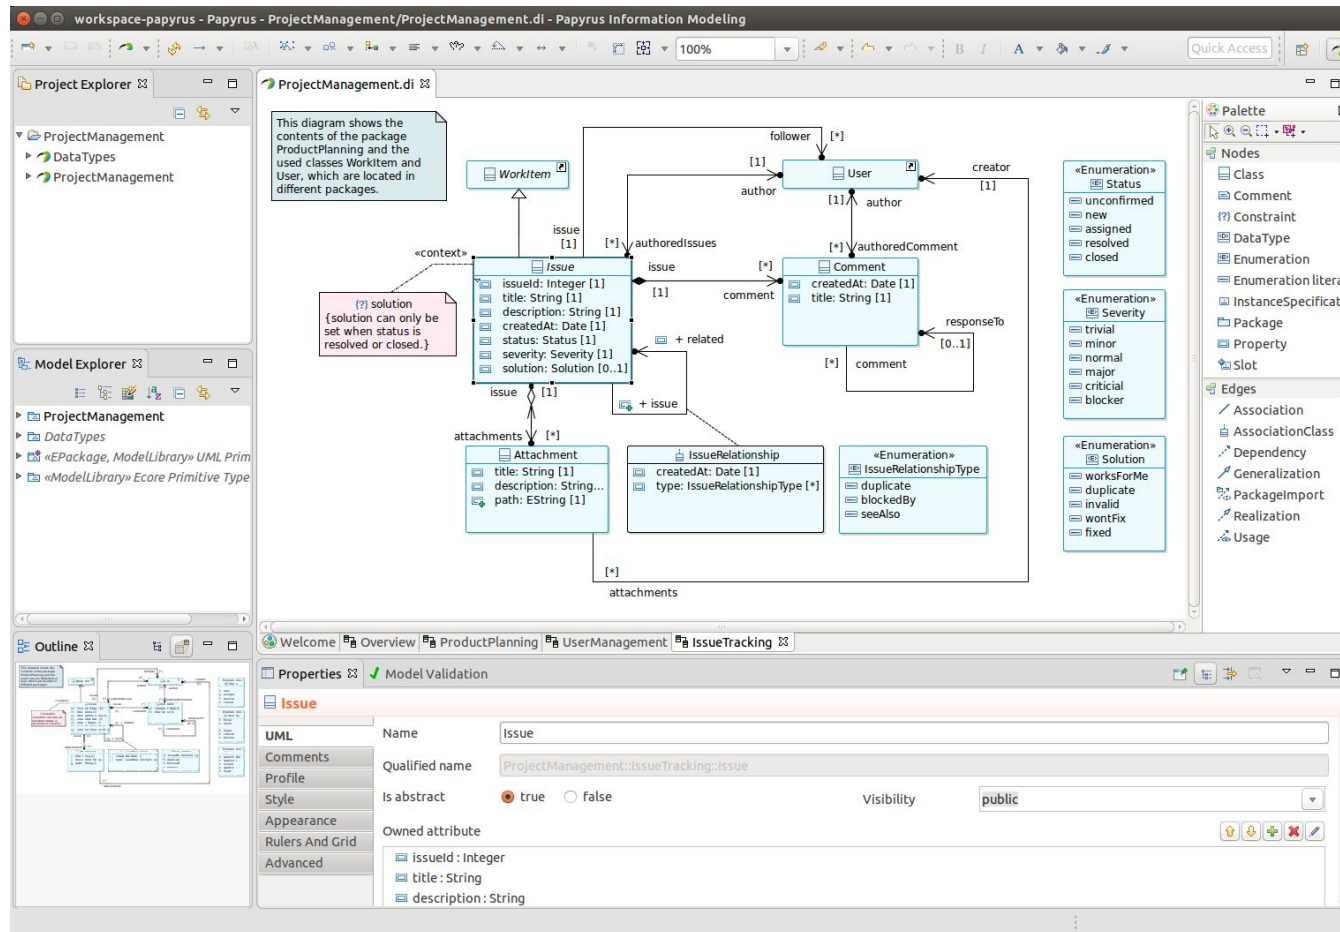 workspace-papyrus - Papyrus - ProjectManagement/ProjectManagement.di - Papyrus Information Modeling
100%
B I A
Quick Access
Project Explorer
ProjectManagement
DataTypes
ProjectManagement
Model Explorer
ProjectManagement
DataTypes
«EPackage, ModelLibrary» UML Prim
«ModelLibrary» Ecore Primitive Type
Outline
ProjectManagement.di
This diagram shows the
contents of the package
ProductPlanning and the
used classes WorkItem and
User, which are located in
different packages.
WorkItem
follower
[*]
[1]
author
User
creator
[1]
[1]
author
issue
[1]
[*]
authoredIssues
[*]
authoredComment
«context»
{?} solution
{solution can only be
set when status is
resolved or closed.}
Issue
issueId: Integer [1]
title: String [1]
description: String [1]
createdAt: Date [1]
status: Status [1]
severity: Severity [1]
solution: Solution [0..1]
issue
[1]
[*]
comment
Comment
createdAt: Date [1]
title: String [1]
responseTo
[0..1]
[*]
comment
+ related
+ issue
issue
[1]
attachments
[*]
Attachment
title: String [1]
description: String...
path: EString [1]
IssueRelationship
createdAt: Date [1]
type: IssueRelationshipType [*]
«Enumeration»
IssueRelationshipType
duplicate
blockedBy
seeAlso
[*]
attachments
«Enumeration»
Status
unconfirmed
new
assigned
resolved
closed
«Enumeration»
Severity
trivial
minor
normal
major
criticial
blocker
«Enumeration»
Solution
worksForMe
duplicate
invalid
wontFix
fixed
Palette
Nodes
Class
Comment
{?} Constraint
DataType
Enumeration
Enumeration litera
InstanceSpecificat
Package
Property
Slot
Edges
Association
AssociationClass
Dependency
Generalization
PackageImport
Realization
Usage
Welcome
Overview
ProductPlanning
UserManagement
IssueTracking
Properties
Model Validation
Issue
UML
Comments
Profile
Style
Appearance
Rulers And Grid
Advanced
Name
Issue
Qualified name
ProjectManagement::IssueTracking::Issue
Is abstract
true
false
Visibility
public
Owned attribute
issueId : Integer
title : String
description : String